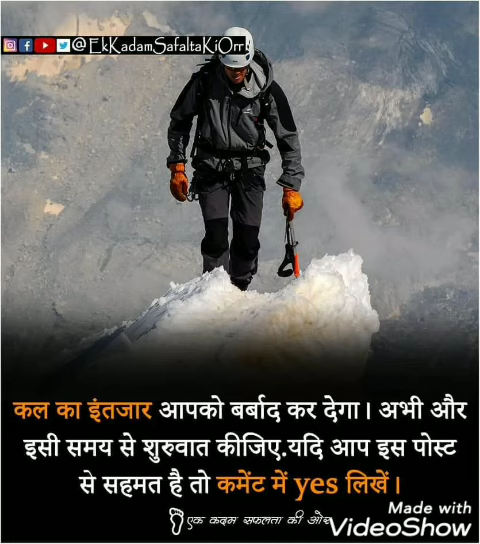 @EkKadamSafaltaKiOrr
कल का इंतजार आपको बर्बाद कर देगा। अभी और
इसी समय से शुरुवात कीजिए.यदि आप इस पोस्ट
से सहमत है तो कमेंट में yes लिखें।
एक कदम सफलता की ओर
Made with
VideoShow